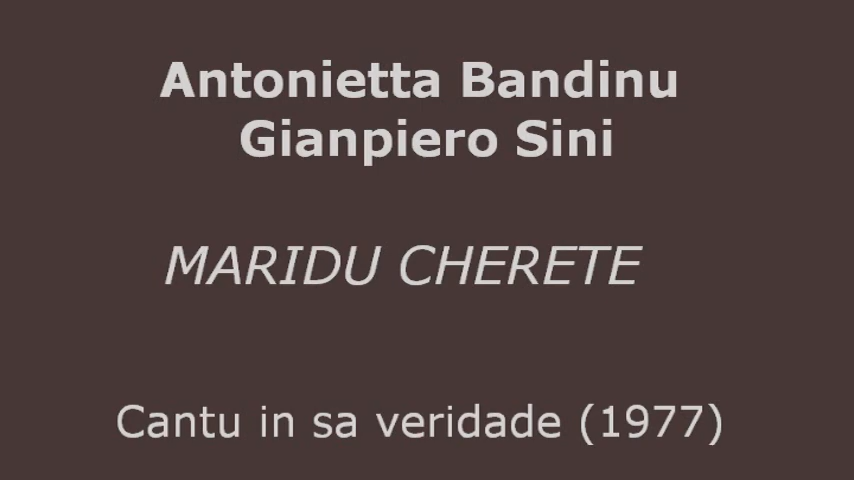 Antonietta Bandinu
Gianpiero Sini
MARIDU CHERETE
Cantu in sa veridade (1977)